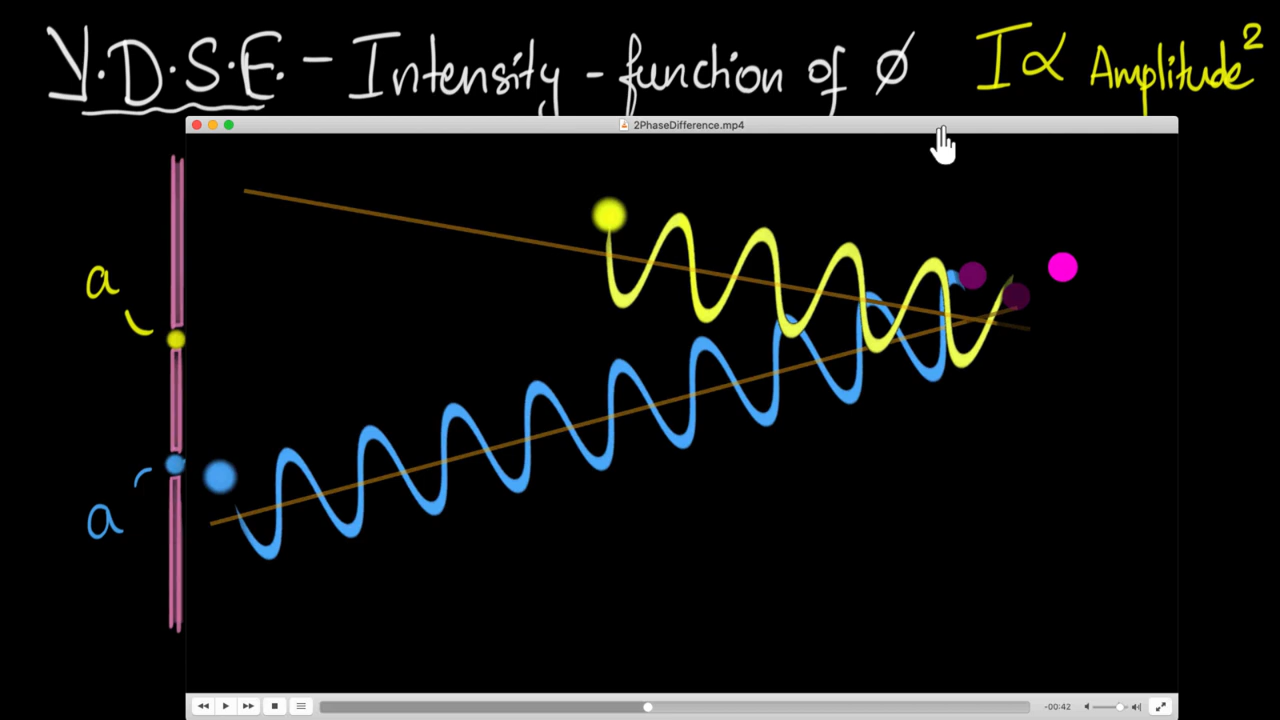 Y.D.S.E. - Intensity - function of ϕ I ∝ Amplitude²
2PhaseDifference.mp4
a
a
-00:42